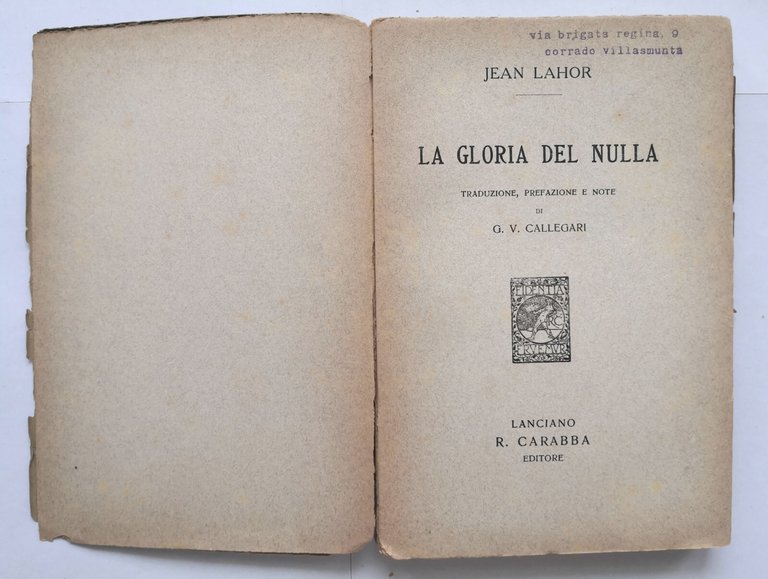 via brigata regina, 9
corrado villasmunta
JEAN LAHOR
LA GLORIA DEL NULLA
TRADUZIONE, PREFAZIONE E NOTE
DI
G. V. CALLEGARI
FIDENTIA
LANCIANO
R. CARABBA
EDITORE